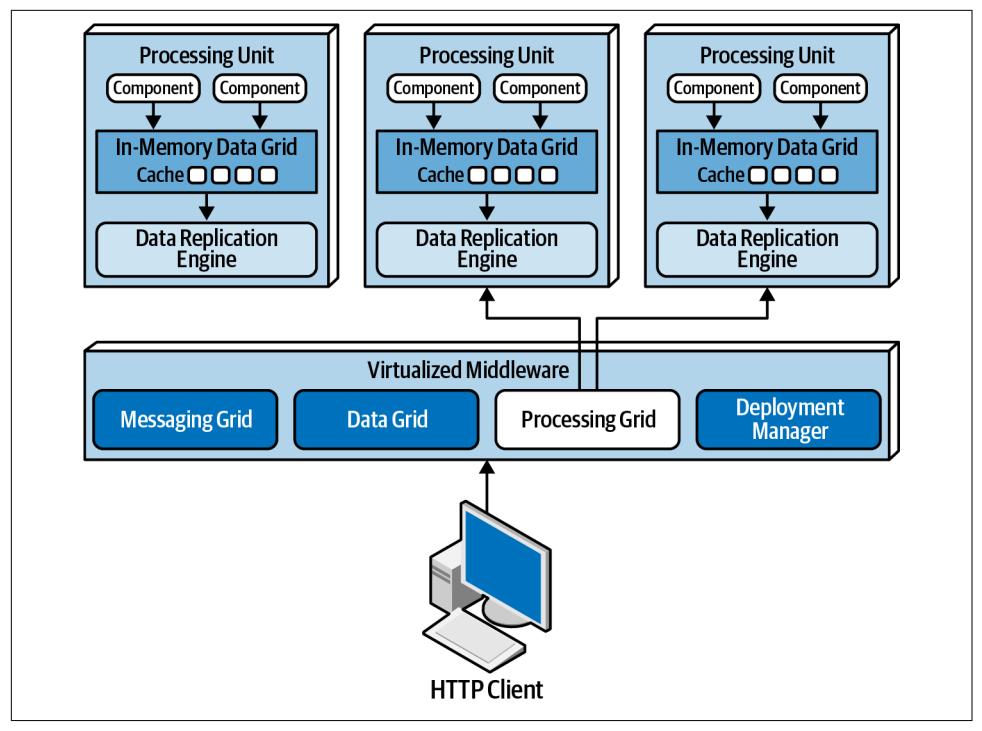 Processing Unit
Component Component
In-Memory Data Grid
Cache
Data Replication
Engine
Processing Unit
Component Component
In-Memory Data Grid
Cache
Data Replication
Engine
Processing Unit
Component Component
In-Memory Data Grid
Cache
Data Replication
Engine
Virtualized Middleware
Messaging Grid
Data Grid
Processing Grid
Deployment
Manager
HTTP Client